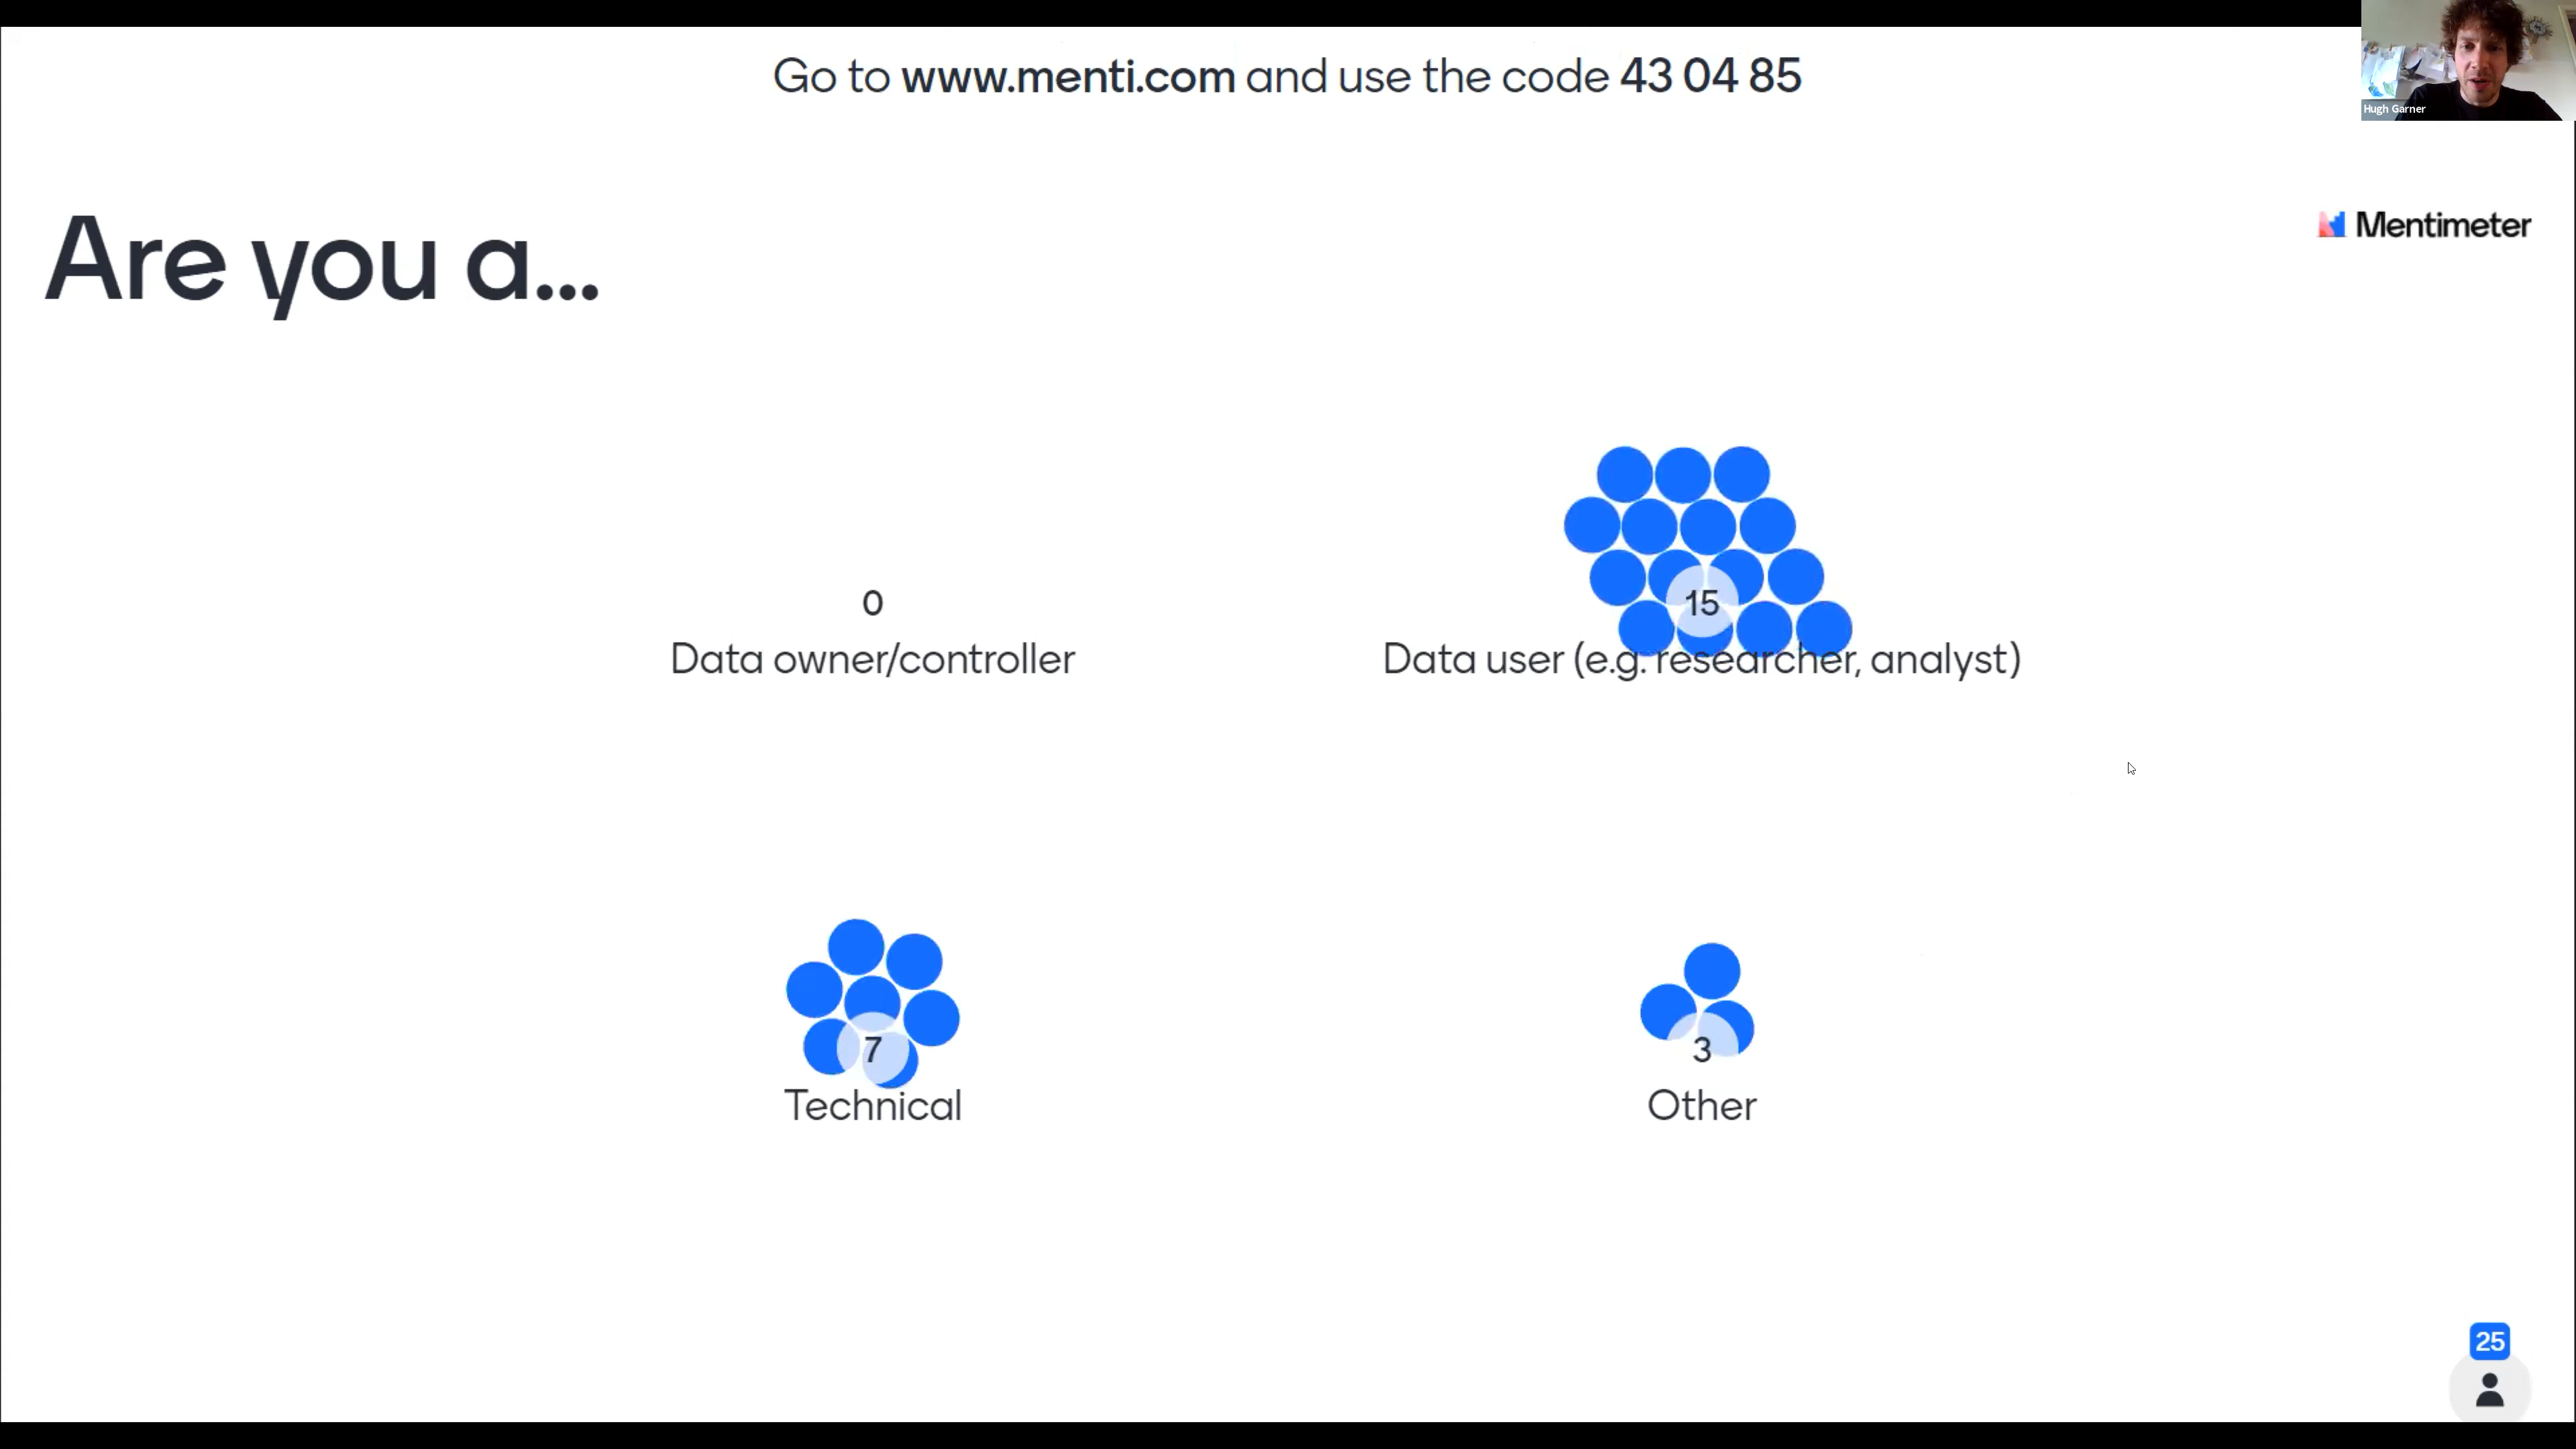 Go to www.menti.com and use the code 43 04 85
Hugh Garner
Mentimeter
Are you a...
0
Data owner/controller
15
Data user (e.g. researcher, analyst)
7
Technical
3
Other
25